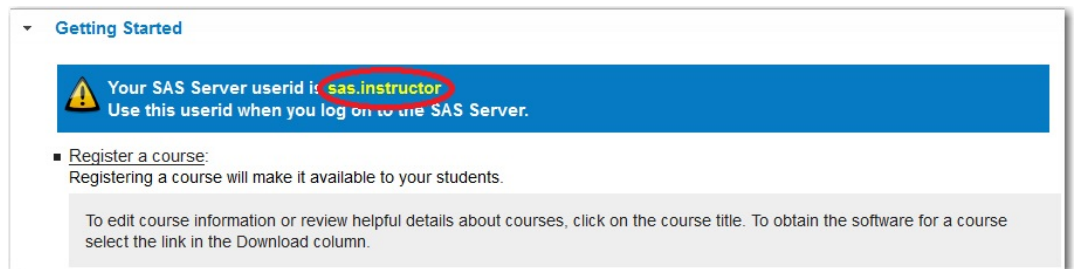 Getting Started
Your SAS Server userid is sas.instructor
Use this userid when you log on to the SAS Server.
Register a course:
Registering a course will make it available to your students.
To edit course information or review helpful details about courses, click on the course title. To obtain the software for a course
select the link in the Download column.